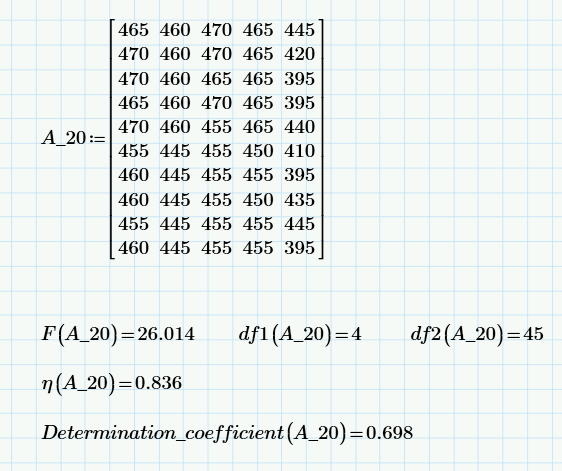 A_20:=
465 460 470 465 445
470 460 470 465 420
470 460 465 465 395
465 460 470 465 395
470 460 455 465 440
455 445 455 450 410
460 445 455 455 395
460 445 455 450 435
455 445 455 455 445
460 445 455 455 395
F(A_20)=26.014 df1(A_20)=4 df2(A_20)=45
η(A_20)=0.836
Determination_coefficient(A_20)=0.698